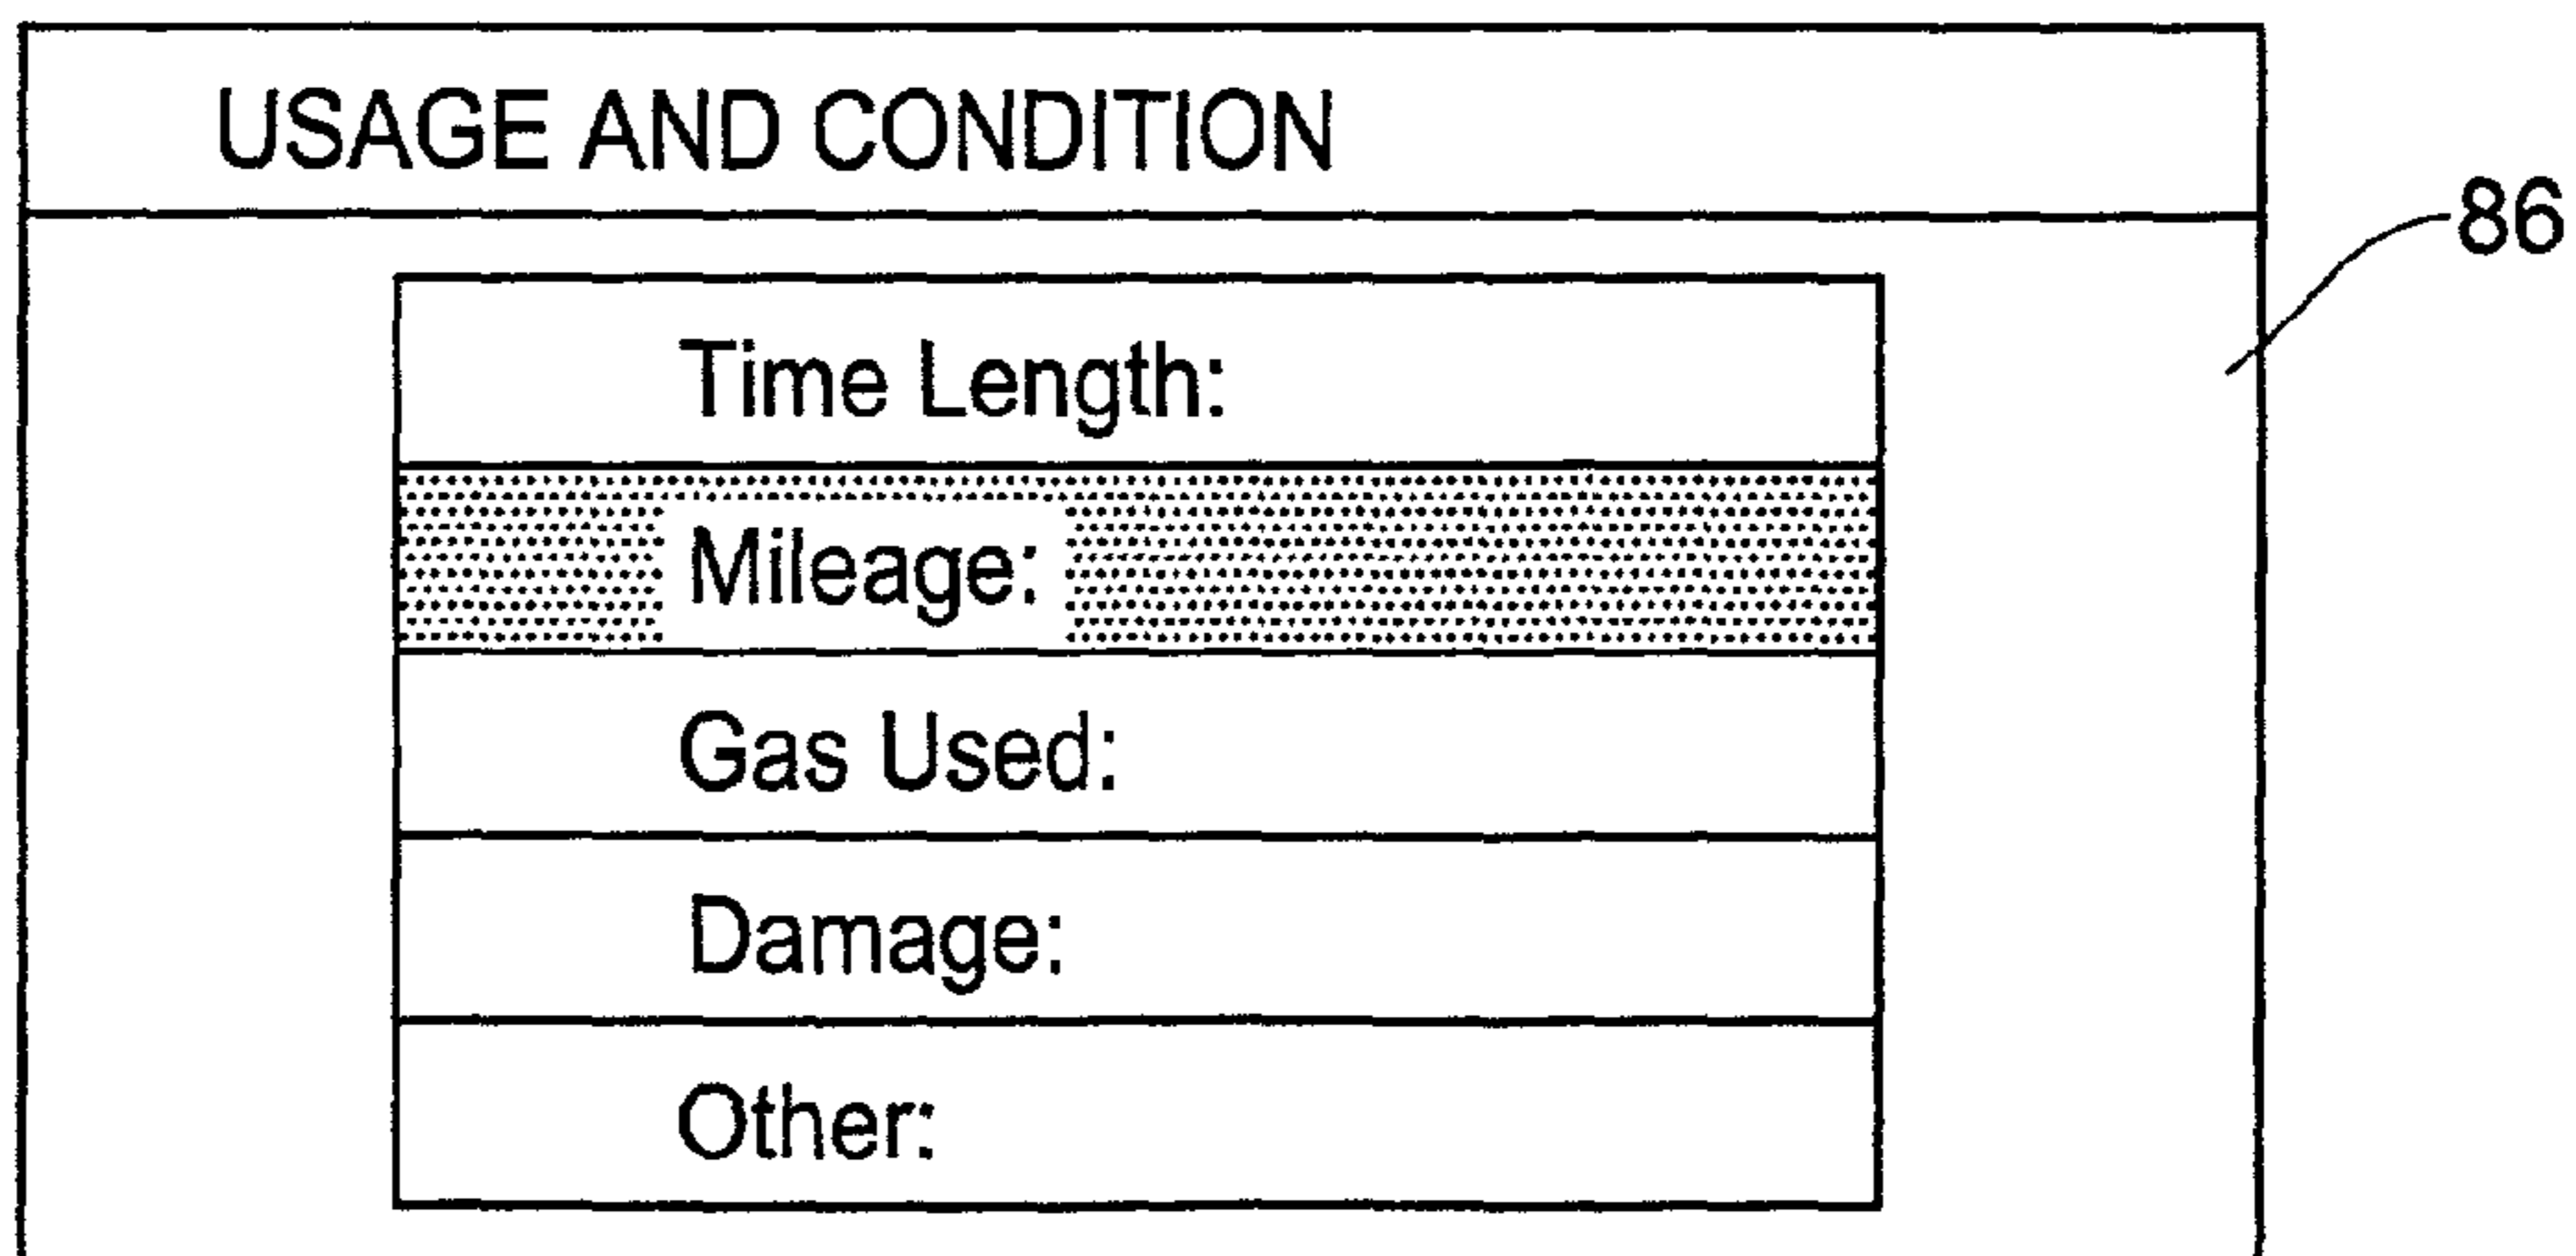 USAGE AND CONDITION
86
Time Length:
Mileage:
Gas Used:
Damage:
Other: